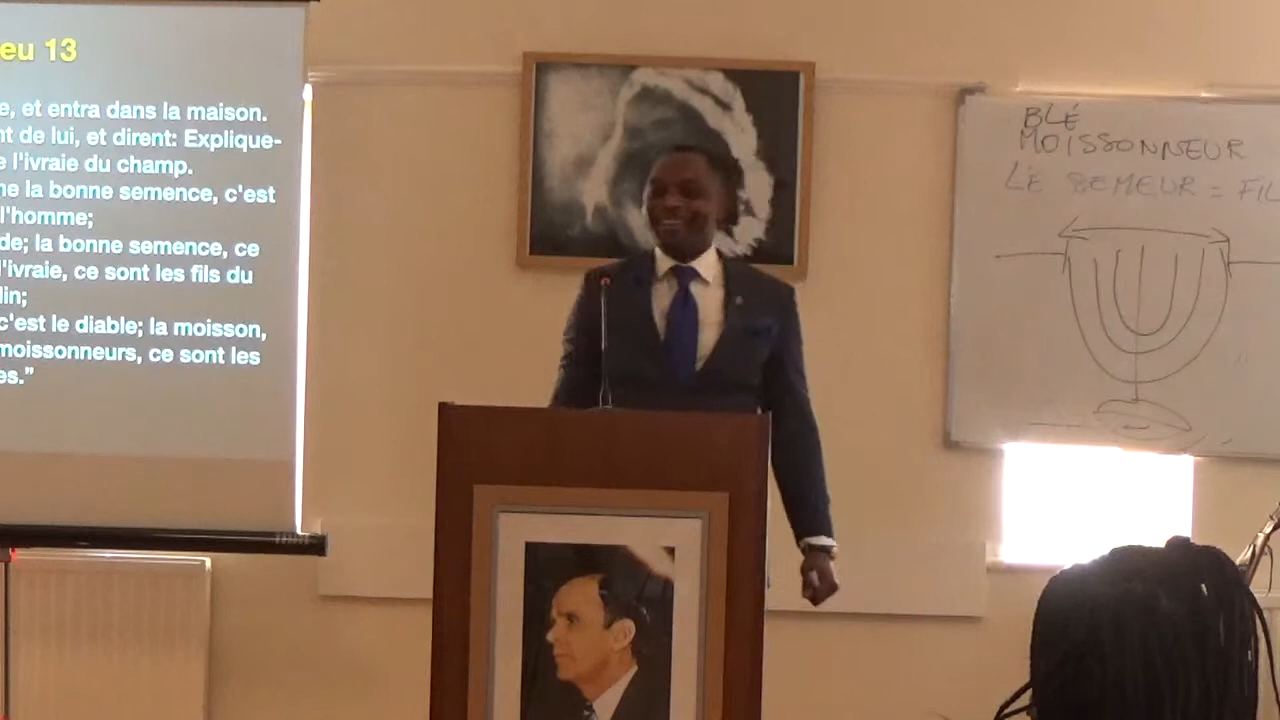 eu 13
e, et entra dans la maison.
nt de lui, et dirent: Explique-
e l'ivraie du champ.
ne la bonne semence, c'est
l'homme;
de; la bonne semence, ce
l'ivraie, ce sont les fils du
lin;
c'est le diable; la moisson,
moissonneurs, ce sont les
es."
BLÉ
MOISSONNEUR
LE SEMEUR = FIL